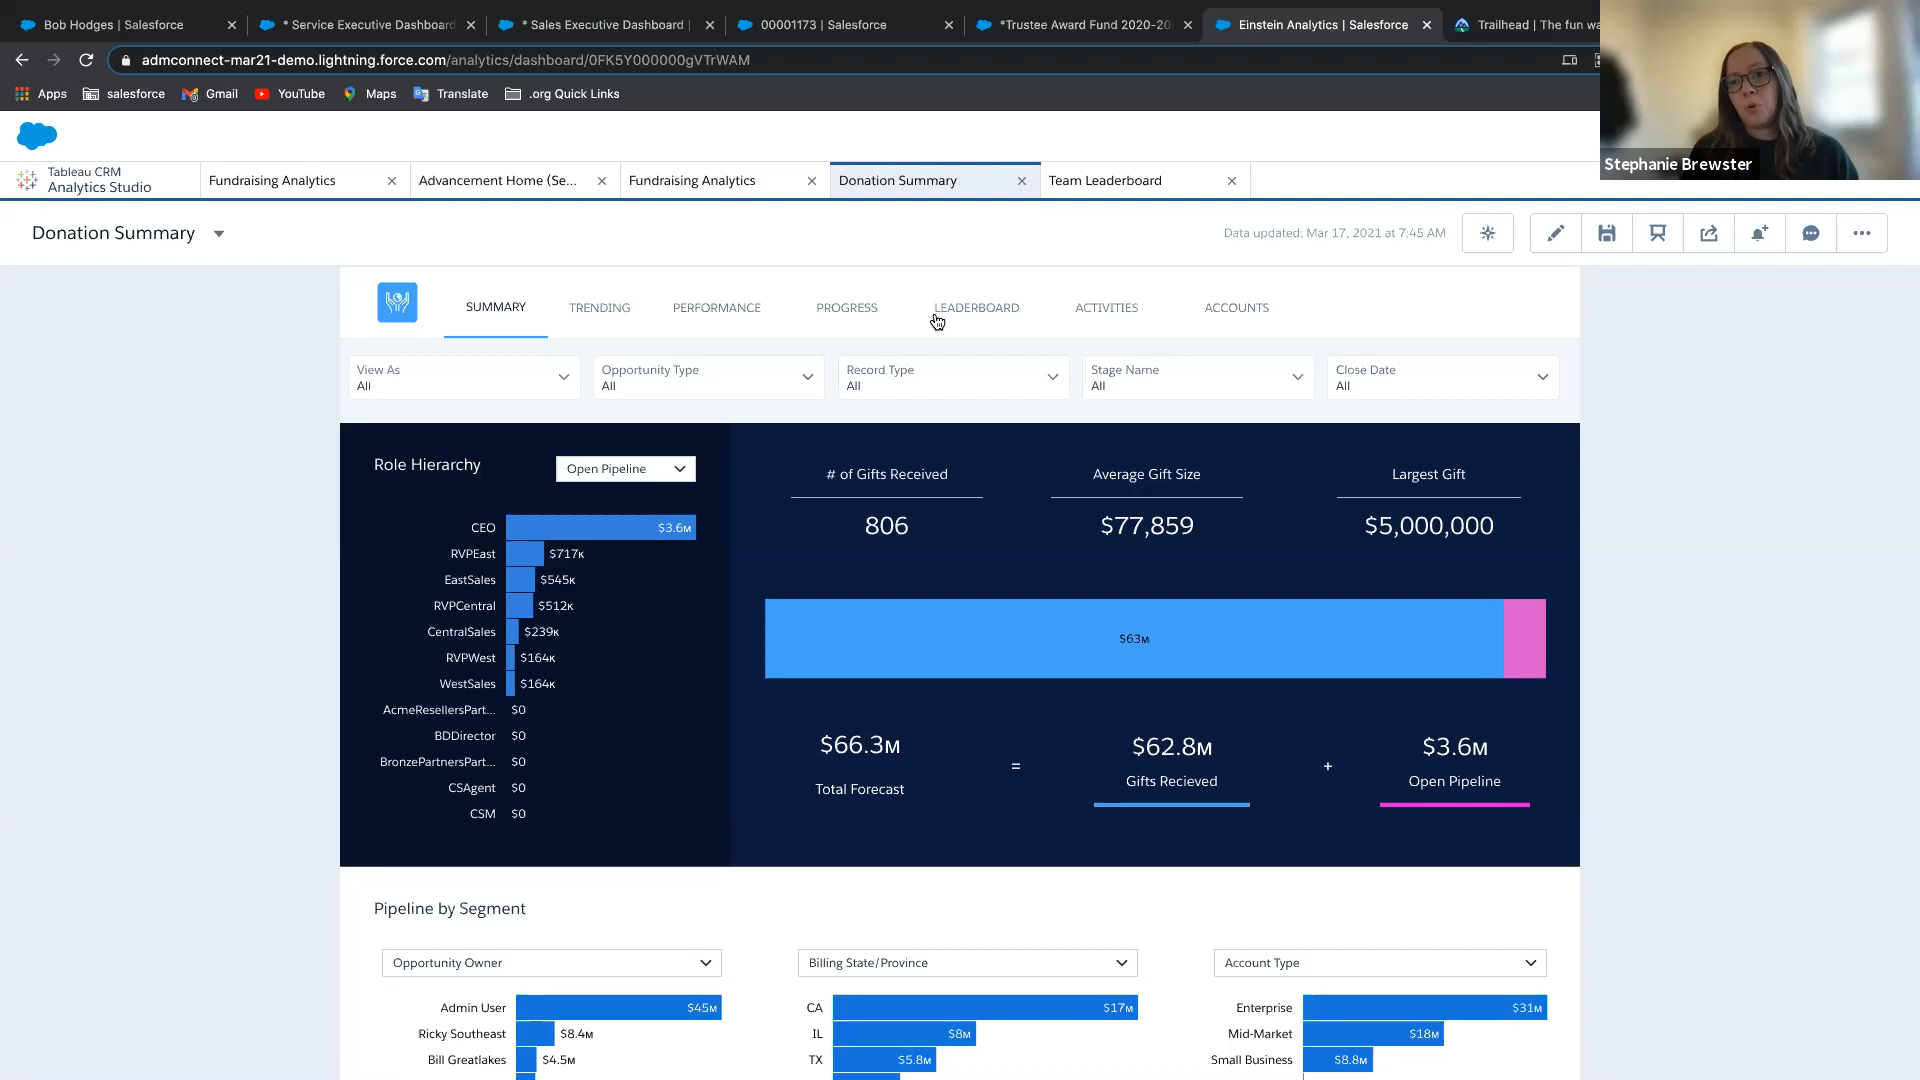 Bob Hodges | Salesforce
* Service Executive Dashboard
* Sales Executive Dashboard |
00001173 | Salesforce
*Trustee Award Fund 2020-20
Einstein Analytics | Salesforce
Trailhead | The fun wa
admconnect-mar21-demo.lightning.force.com/analytics/dashboard/0FK5Y000000gVTrWAM
Apps
salesforce
Gmail
YouTube
Maps
Translate
.org Quick Links
Stephanie Brewster
Tableau CRM
Analytics Studio
Fundraising Analytics
Advancement Home (Se...
Fundraising Analytics
Donation Summary
Team Leaderboard
Donation Summary
Data updated: Mar 17, 2021 at 7:45 AM
SUMMARY
TRENDING
PERFORMANCE
PROGRESS
LEADERBOARD
ACTIVITIES
ACCOUNTS
View As
All
Opportunity Type
All
Record Type
All
Stage Name
All
Close Date
All
Role Hierarchy
Open Pipeline
CEO $3.6M
RVPEast $717K
EastSales $545K
RVPCentral $512K
CentralSales $239K
RVPWest $164K
WestSales $164K
AcmeResellersPart... $0
BDDirector $0
BronzePartnersPart... $0
CSAgent $0
CSM $0
# of Gifts Received
806
Average Gift Size
$77,859
Largest Gift
$5,000,000
$63M
$66.3M
Total Forecast
=
$62.8M
Gifts Recieved
+
$3.6M
Open Pipeline
Pipeline by Segment
Opportunity Owner
Admin User $45M
Ricky Southeast $8.4M
Bill Greatlakes $4.5M
Billing State/Province
CA $17M
IL $8M
TX $5.8M
Account Type
Enterprise $31M
Mid-Market $18M
Small Business $8.8M